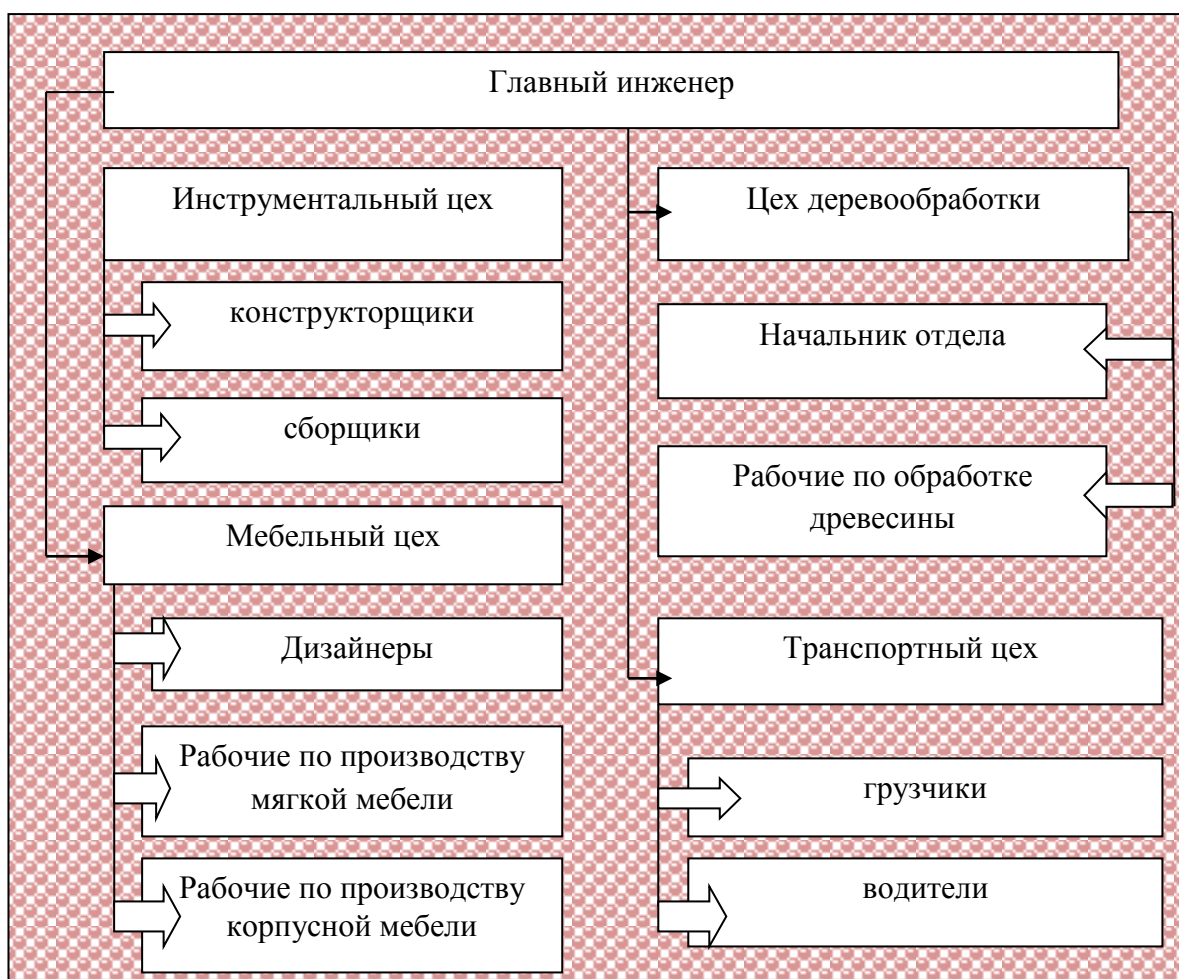 Главный инженер
Инструментальный цех
конструкторщики
сборщики
Мебельный цех
Дизайнеры
Рабочие по производству
мягкой мебели
Рабочие по производству
корпусной мебели
Цех деревообработки
Начальник отдела
Рабочие по обработке
древесины
Транспортный цех
грузчики
водители